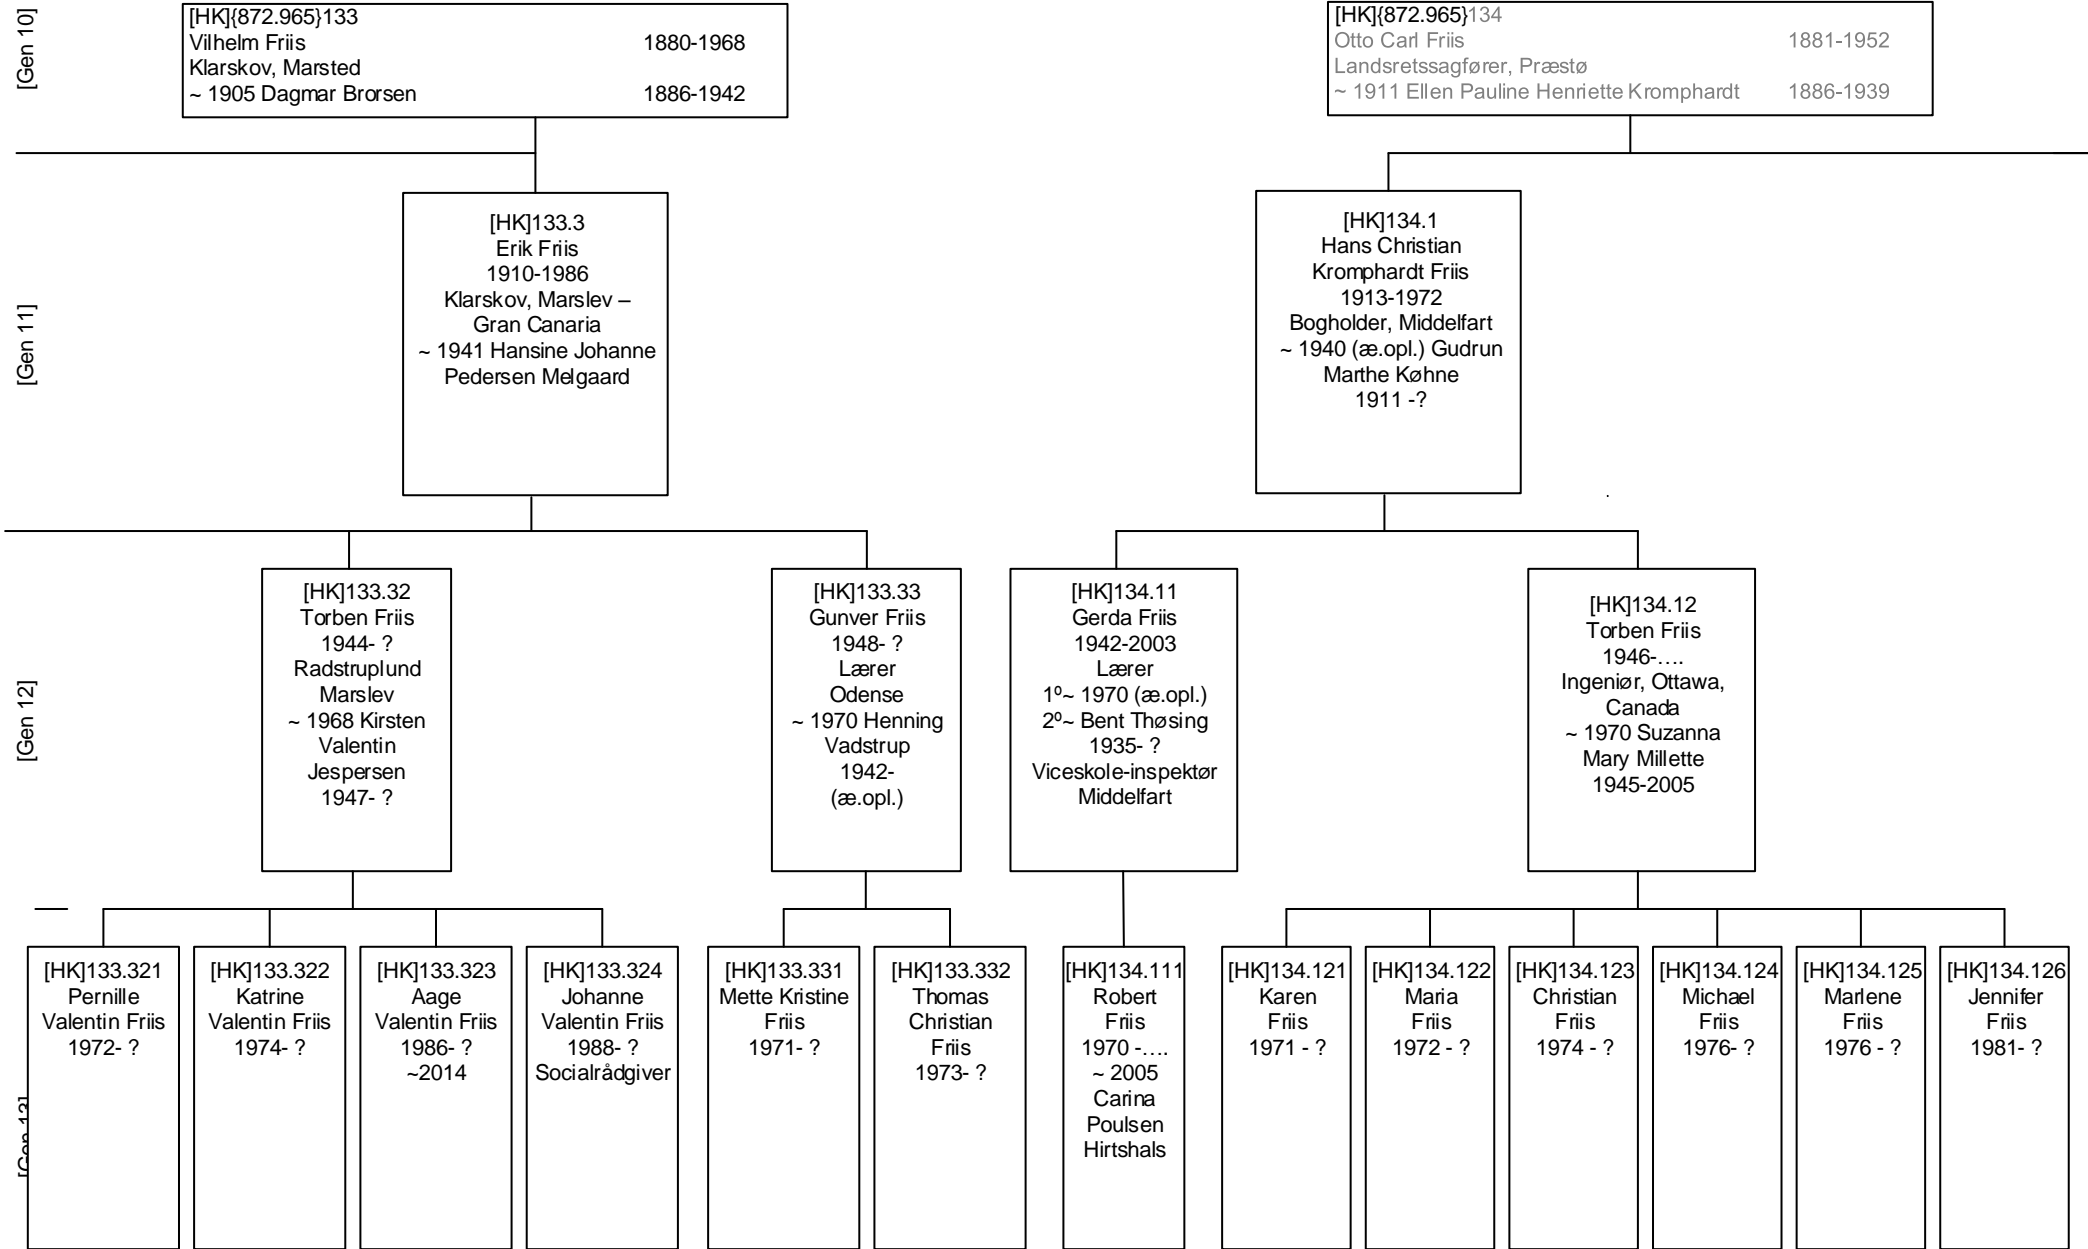 [Gen 10]
[HK]{872.965}133
Vilhelm Friis 1880-1968
Klarskov, Marsted
~ 1905 Dagmar Brorsen 1886-1942
[HK]{872.965}134
Otto Carl Friis 1881-1952
Landsretssagfører, Præstø
~ 1911 Ellen Pauline Henriette Kromphardt 1886-1939
[Gen 11]
[HK]133.3
Erik Friis
1910-1986
Klarskov, Marslev –
Gran Canaria
~ 1941 Hansine Johanne
Pedersen Melgaard
[HK]134.1
Hans Christian
Kromphardt Friis
1913-1972
Bogholder, Middelfart
~ 1940 (æ.opl.) Gudrun
Marthe Køhne
1911 -?
[Gen 12]
[HK]133.32
Torben Friis
1944- ?
Radstruplund
Marslev
~ 1968 Kirsten
Valentin
Jespersen
1947- ?
[HK]133.33
Gunver Friis
1948- ?
Lærer
Odense
~ 1970 Henning
Vadstrup
1942-
(æ.opl.)
[HK]134.11
Gerda Friis
1942-2003
Lærer
1º~ 1970 (æ.opl.)
2º~ Bent Thøsing
1935- ?
Viceskole-inspektør
Middelfart
[HK]134.12
Torben Friis
1946-….
Ingeniør, Ottawa,
Canada
~ 1970 Suzanna
Mary Millette
1945-2005
[Gen 13]
[HK]133.321
Pernille
Valentin Friis
1972- ?
[HK]133.322
Katrine
Valentin Friis
1974- ?
[HK]133.323
Aage
Valentin Friis
1986- ?
~2014
[HK]133.324
Johanne
Valentin Friis
1988- ?
Socialrådgiver
[HK]133.331
Mette Kristine
Friis
1971- ?
[HK]133.332
Thomas
Christian
Friis
1973- ?
[HK]134.111
Robert
Friis
1970 -….
~ 2005
Carina
Poulsen
Hirtshals
[HK]134.121
Karen
Friis
1971 - ?
[HK]134.122
Maria
Friis
1972 - ?
[HK]134.123
Christian
Friis
1974 - ?
[HK]134.124
Michael
Friis
1976- ?
[HK]134.125
Marlene
Friis
1976 - ?
[HK]134.126
Jennifer
Friis
1981- ?